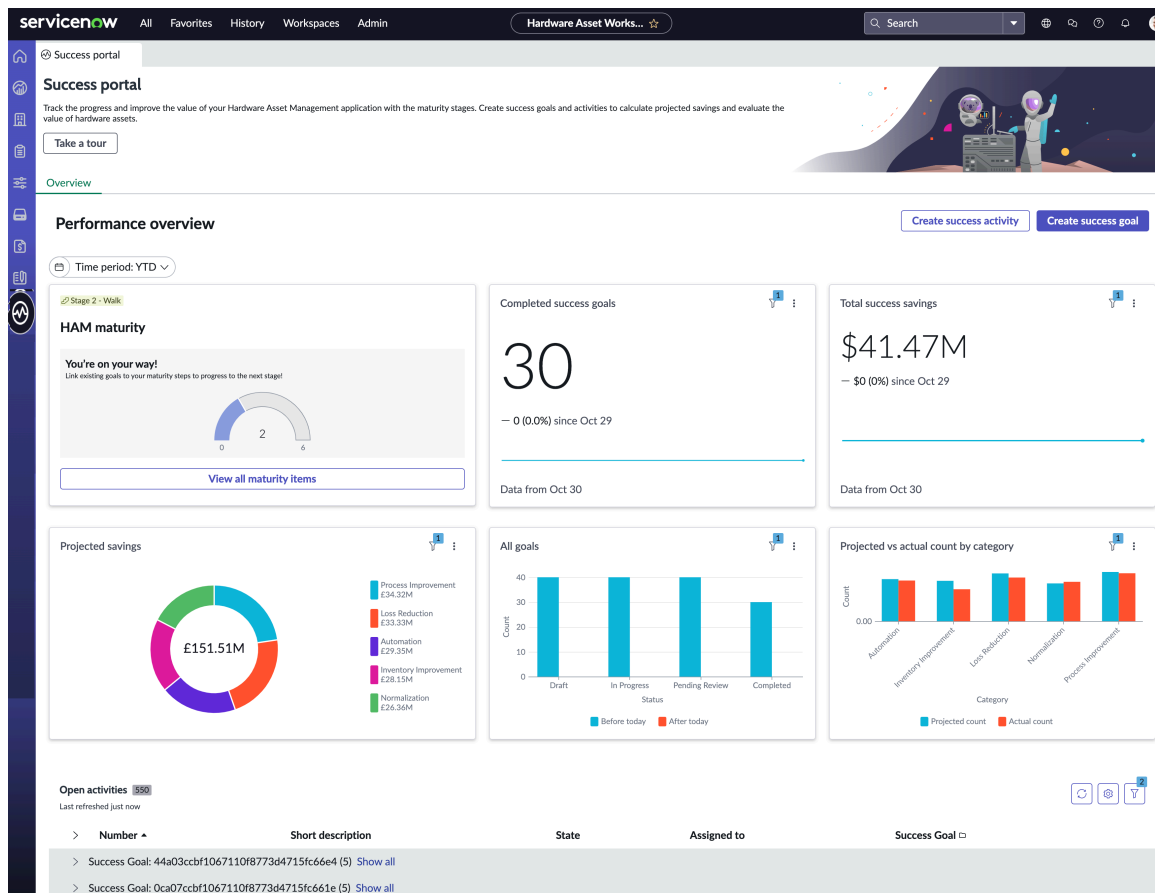 servicenow All Favorites History Workspaces Admin Hardware Asset Works... Search
Success portal
Success portal
Track the progress and improve the value of your Hardware Asset Management application with the maturity stages. Create success goals and activities to calculate projected savings and evaluate the
value of hardware assets.
Take a tour
Overview
Performance overview
Create success activity
Create success goal
Time period: YTD
Stage 2 - Walk
HAM maturity
You're on your way!
Link existing goals to your maturity steps to progress to the next stage!
2
0 6
View all maturity items
Completed success goals
1
30
— 0 (0.0%) since Oct 29
Data from Oct 30
Total success savings
1
$41.47M
— $0 (0%) since Oct 29
Data from Oct 30
Projected savings
1
£151.51M
Process Improvement
£34.32M
Loss Reduction
£33.33M
Automation
£29.35M
Inventory Improvement
£28.15M
Normalization
£26.36M
All goals
1
Count
40
30
20
10
0
Draft In Progress Pending Review Completed
Status
Before today After today
Projected vs actual count by category
1
Count
0.00
Automation
Inventory Improvement
Loss Reduction
Normalization
Process Improvement
Category
Projected count Actual count
Open activities 550
Last refreshed just now
2
Number Short description State Assigned to Success Goal
Success Goal: 44a03ccbf1067110f8773d4715fc66e4 (5) Show all
Success Goal: 0ca07ccbf1067110f8773d4715fc661e (5) Show all